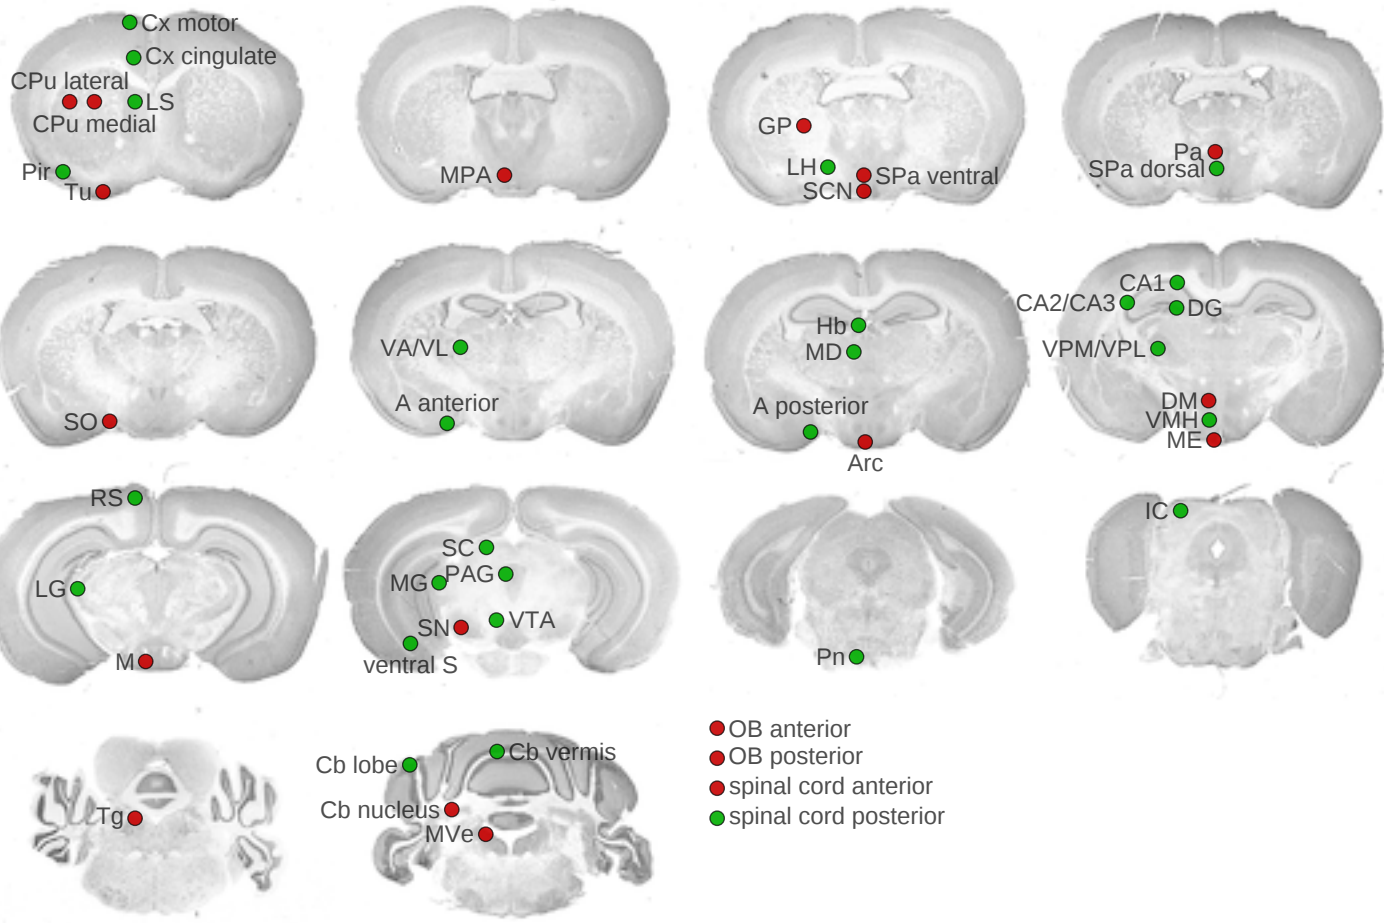 Cx motor
Cx cingulate
CPu lateral
LS
CPu medial
Pir
Tu
MPA
GP
LH
SPa ventral
SCN
Pa
SPa dorsal
SO
VA/VL
A anterior
Hb
MD
A posterior
Arc
CA1
CA2/CA3
DG
VPM/VPL
DM
VMH
ME
RS
LG
M
SC
MG
PAG
SN
VTA
ventral S
Pn
IC
Tg
Cb lobe
Cb vermis
Cb nucleus
MVe
OB anterior
OB posterior
spinal cord anterior
spinal cord posterior